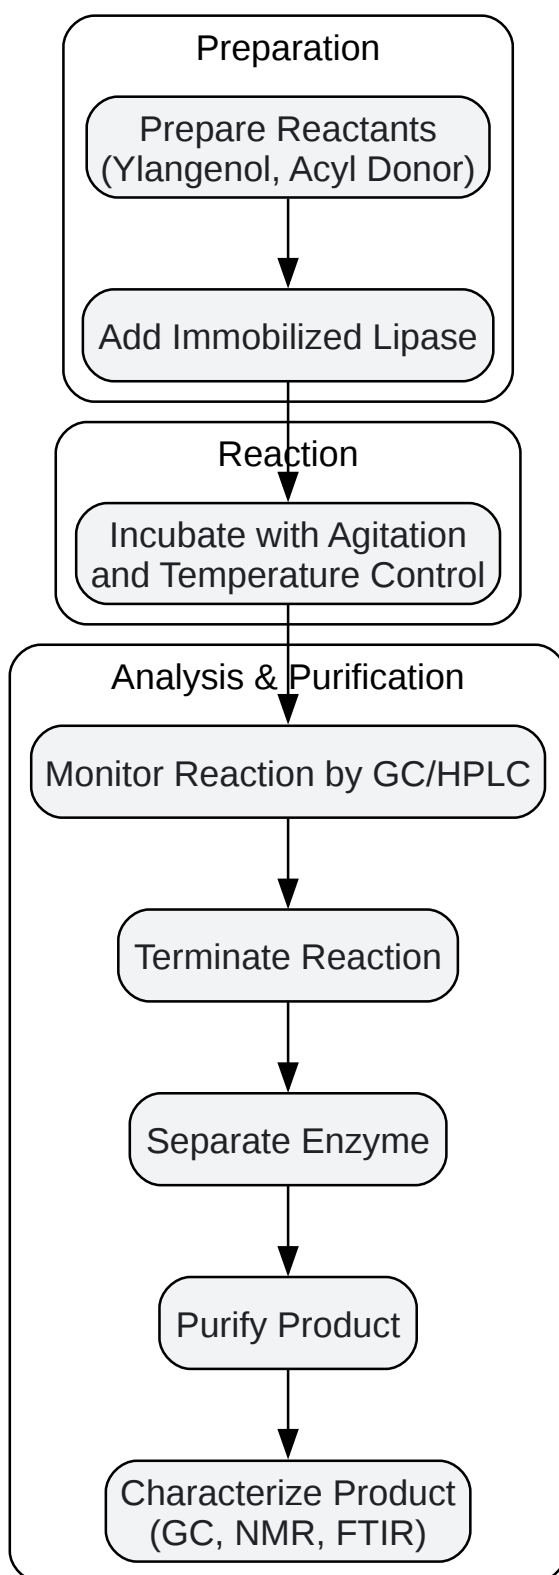 Preparation
Prepare Reactants
(Ylangenol, Acyl Donor)
Add Immobilized Lipase
Reaction
Incubate with Agitation
and Temperature Control
Analysis & Purification
Monitor Reaction by GC/HPLC
Terminate Reaction
Separate Enzyme
Purify Product
Characterize Product
(GC, NMR, FTIR)